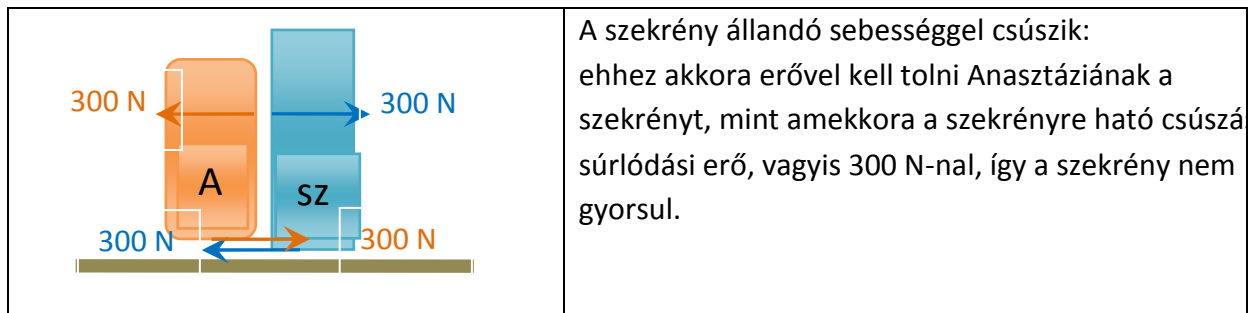 300 N
300 N
A
sz
300 N
300 N
A szekrény állandó sebességgel csúszik:
ehhez akkora erővel kell tolni Anasztáziának a
szekrényt, mint amekkora a szekrényre ható csúszá
súrlódási erő, vagyis 300 N-nal, így a szekrény nem
gyorsul.